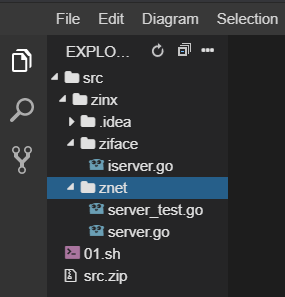 File Edit Diagram Selection
EXPLO...
src
zinx
.idea
ziface
iserver.go
znet
server_test.go
server.go
01.sh
src.zip